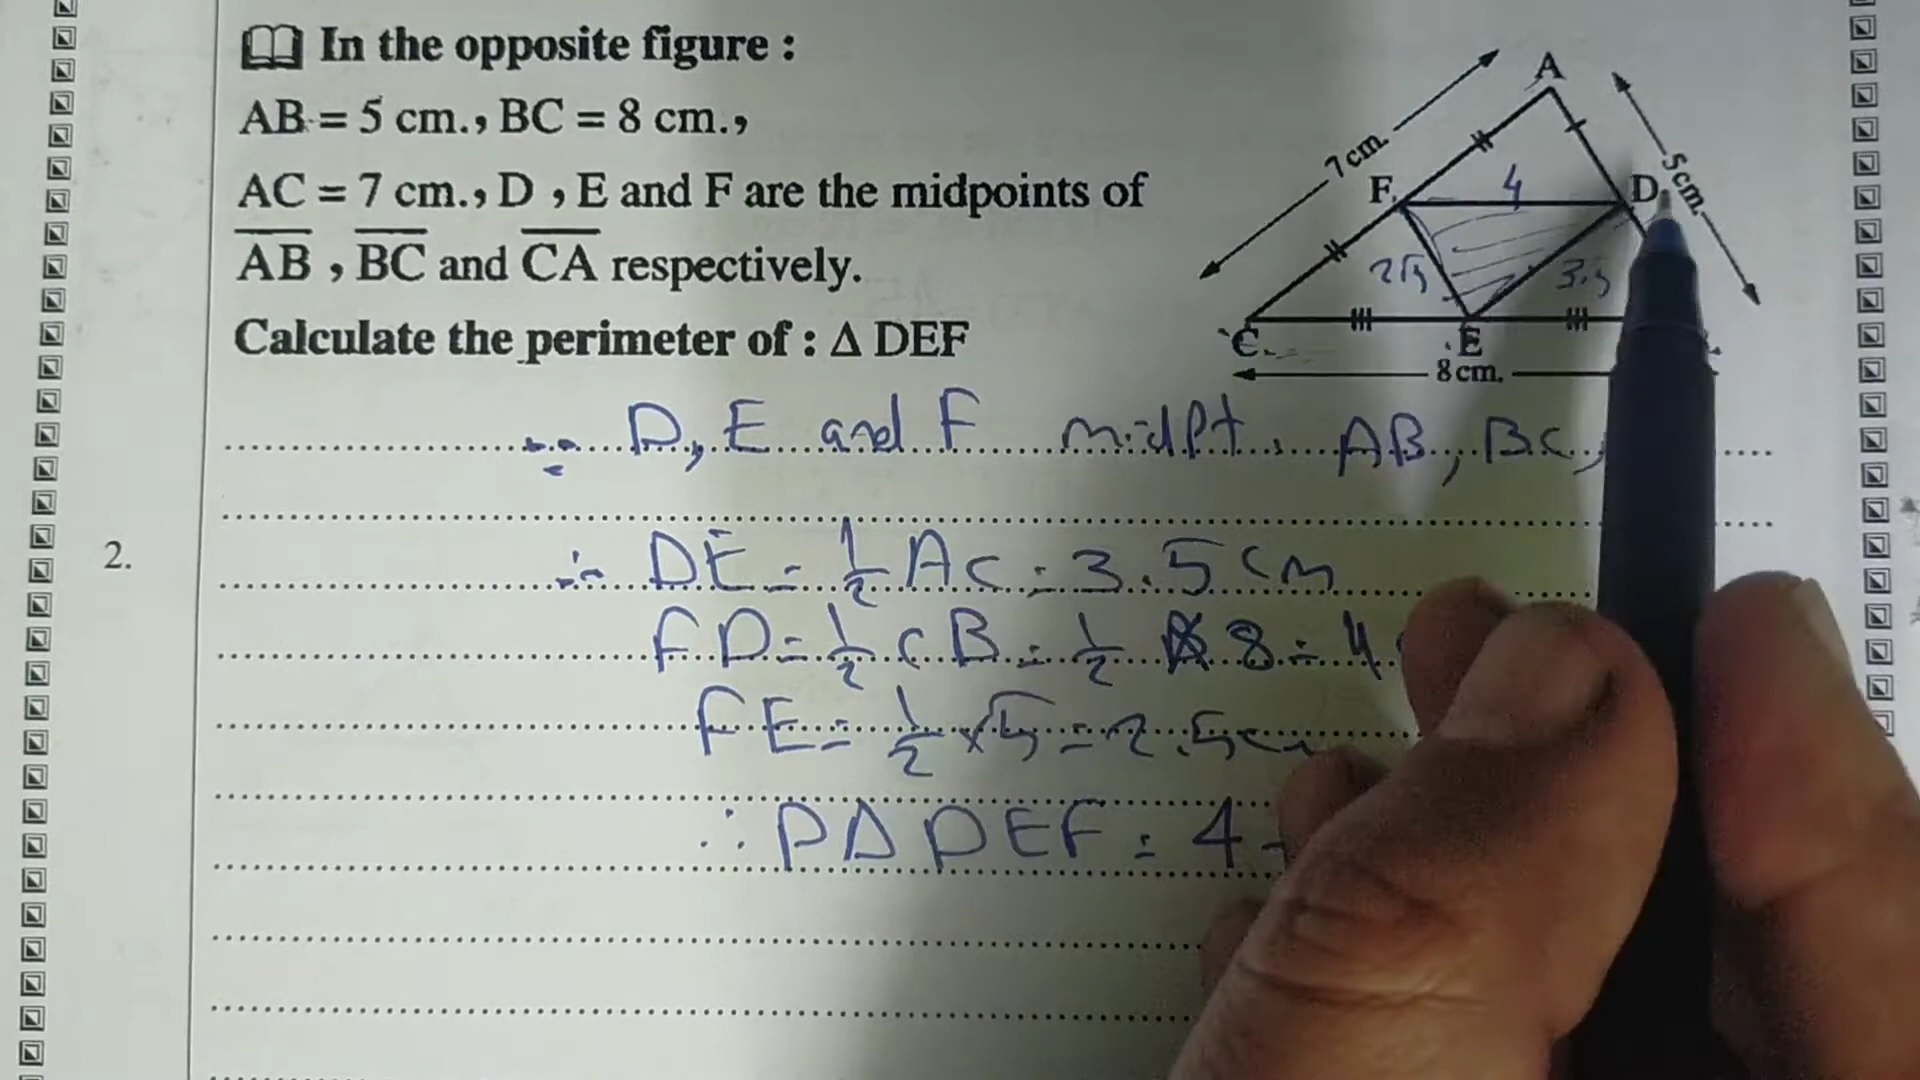 In the opposite figure :
AB = 5 cm., BC = 8 cm.,
AC = 7 cm., D , E and F are the midpoints of
AB , BC and CA respectively.
Calculate the perimeter of : Δ DEF
A
7 cm.
5 cm.
F
4
D
2.5
3.5
C
E
8 cm.
∵ D, E and F midpt. AB, BC,
2.
∴ DE = 1/2 AC = 3.5 cm
FD = 1/2 CB = 1/2 × 8 = 4
FE = 1/2 × 5 = 2.5 cm
∴ P Δ DEF = 4